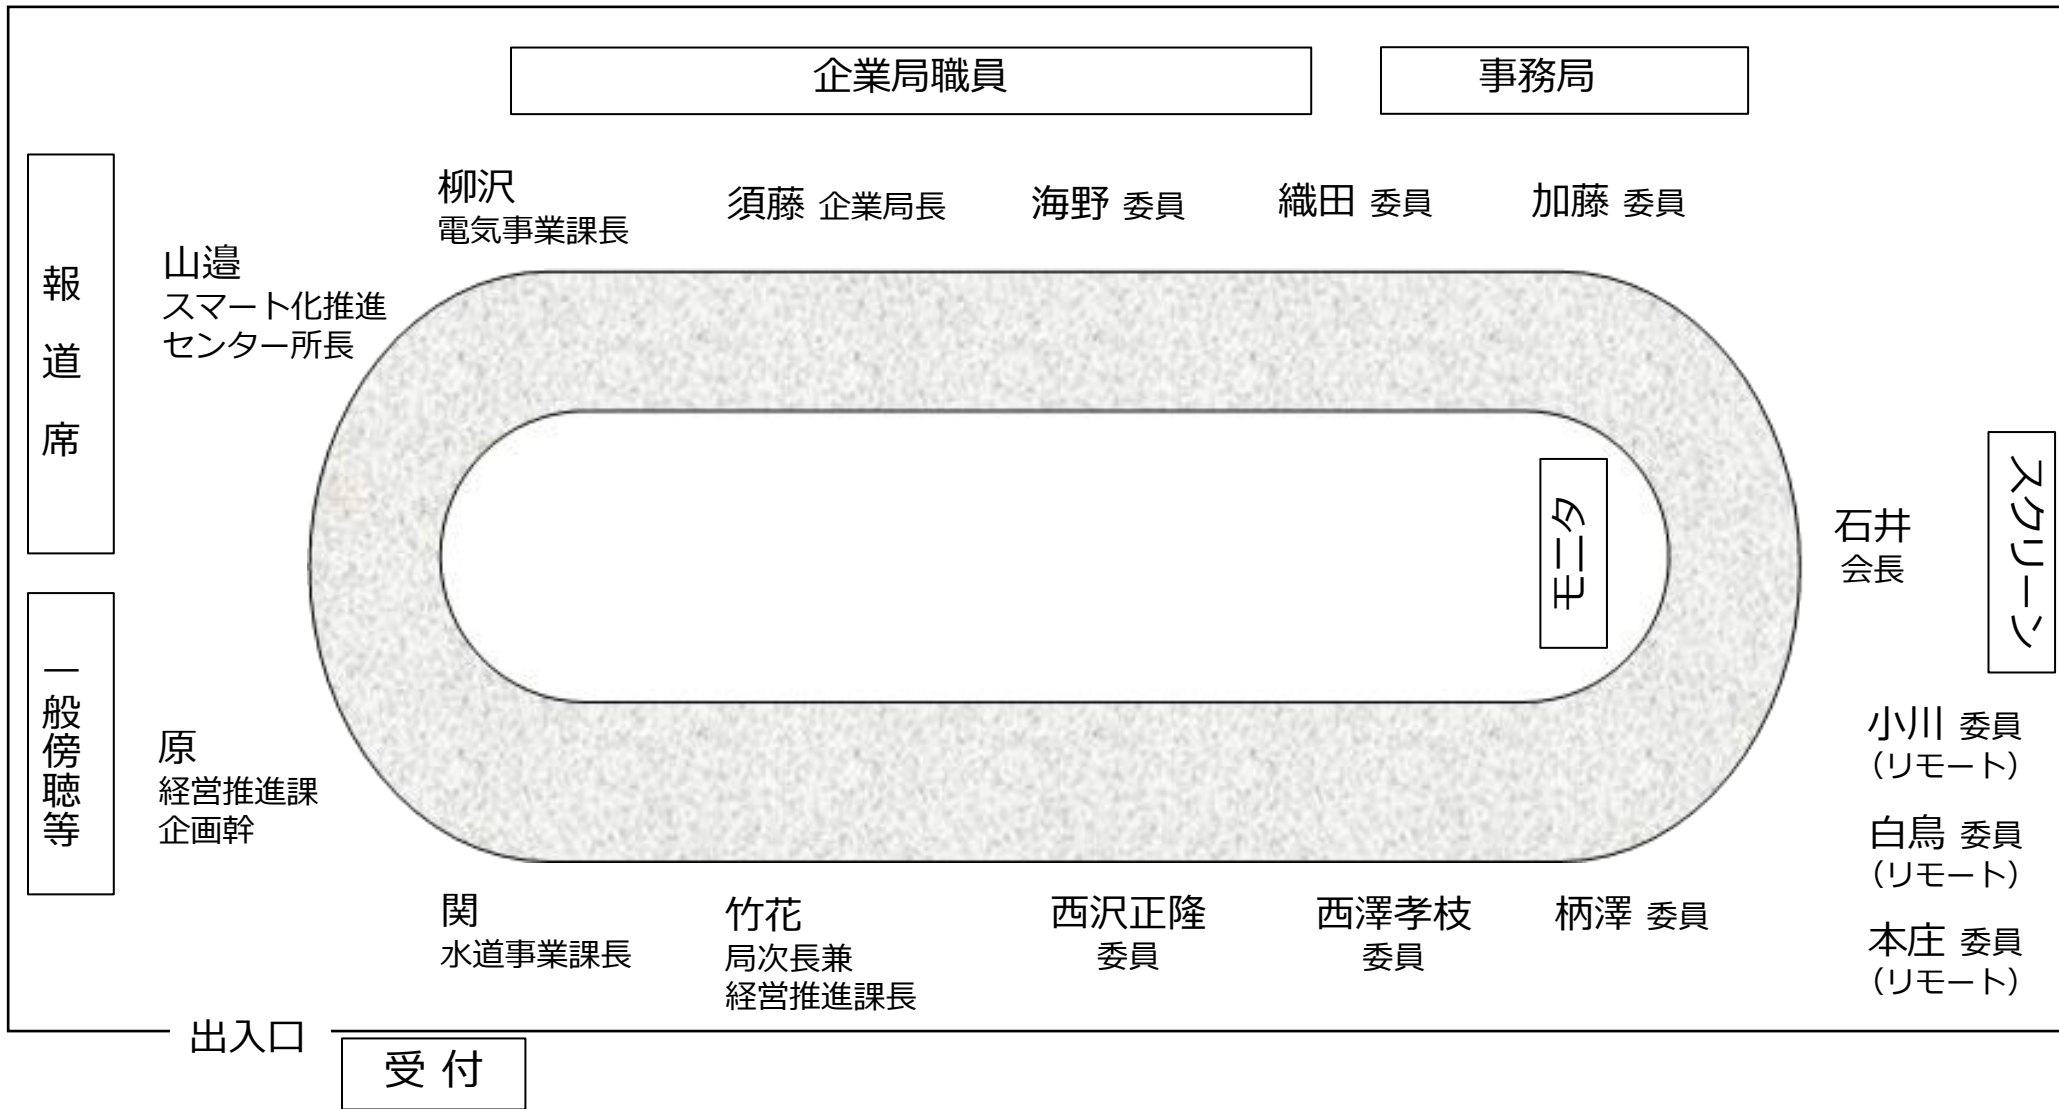 企業局職員
事務局
報道席
柳沢
電気事業課長
須藤 企業局長
海野 委員
織田 委員
加藤 委員
山邉
スマート化推進
センター所長
モニタ
石井
会長
スクリーン
一般傍聴等
原
経営推進課
企画幹
小川 委員
（リモート）
白鳥 委員
（リモート）
本庄 委員
（リモート）
関
水道事業課長
竹花
局次長兼
経営推進課長
西沢正隆
委員
西澤孝枝
委員
柄澤 委員
出入口
受 付